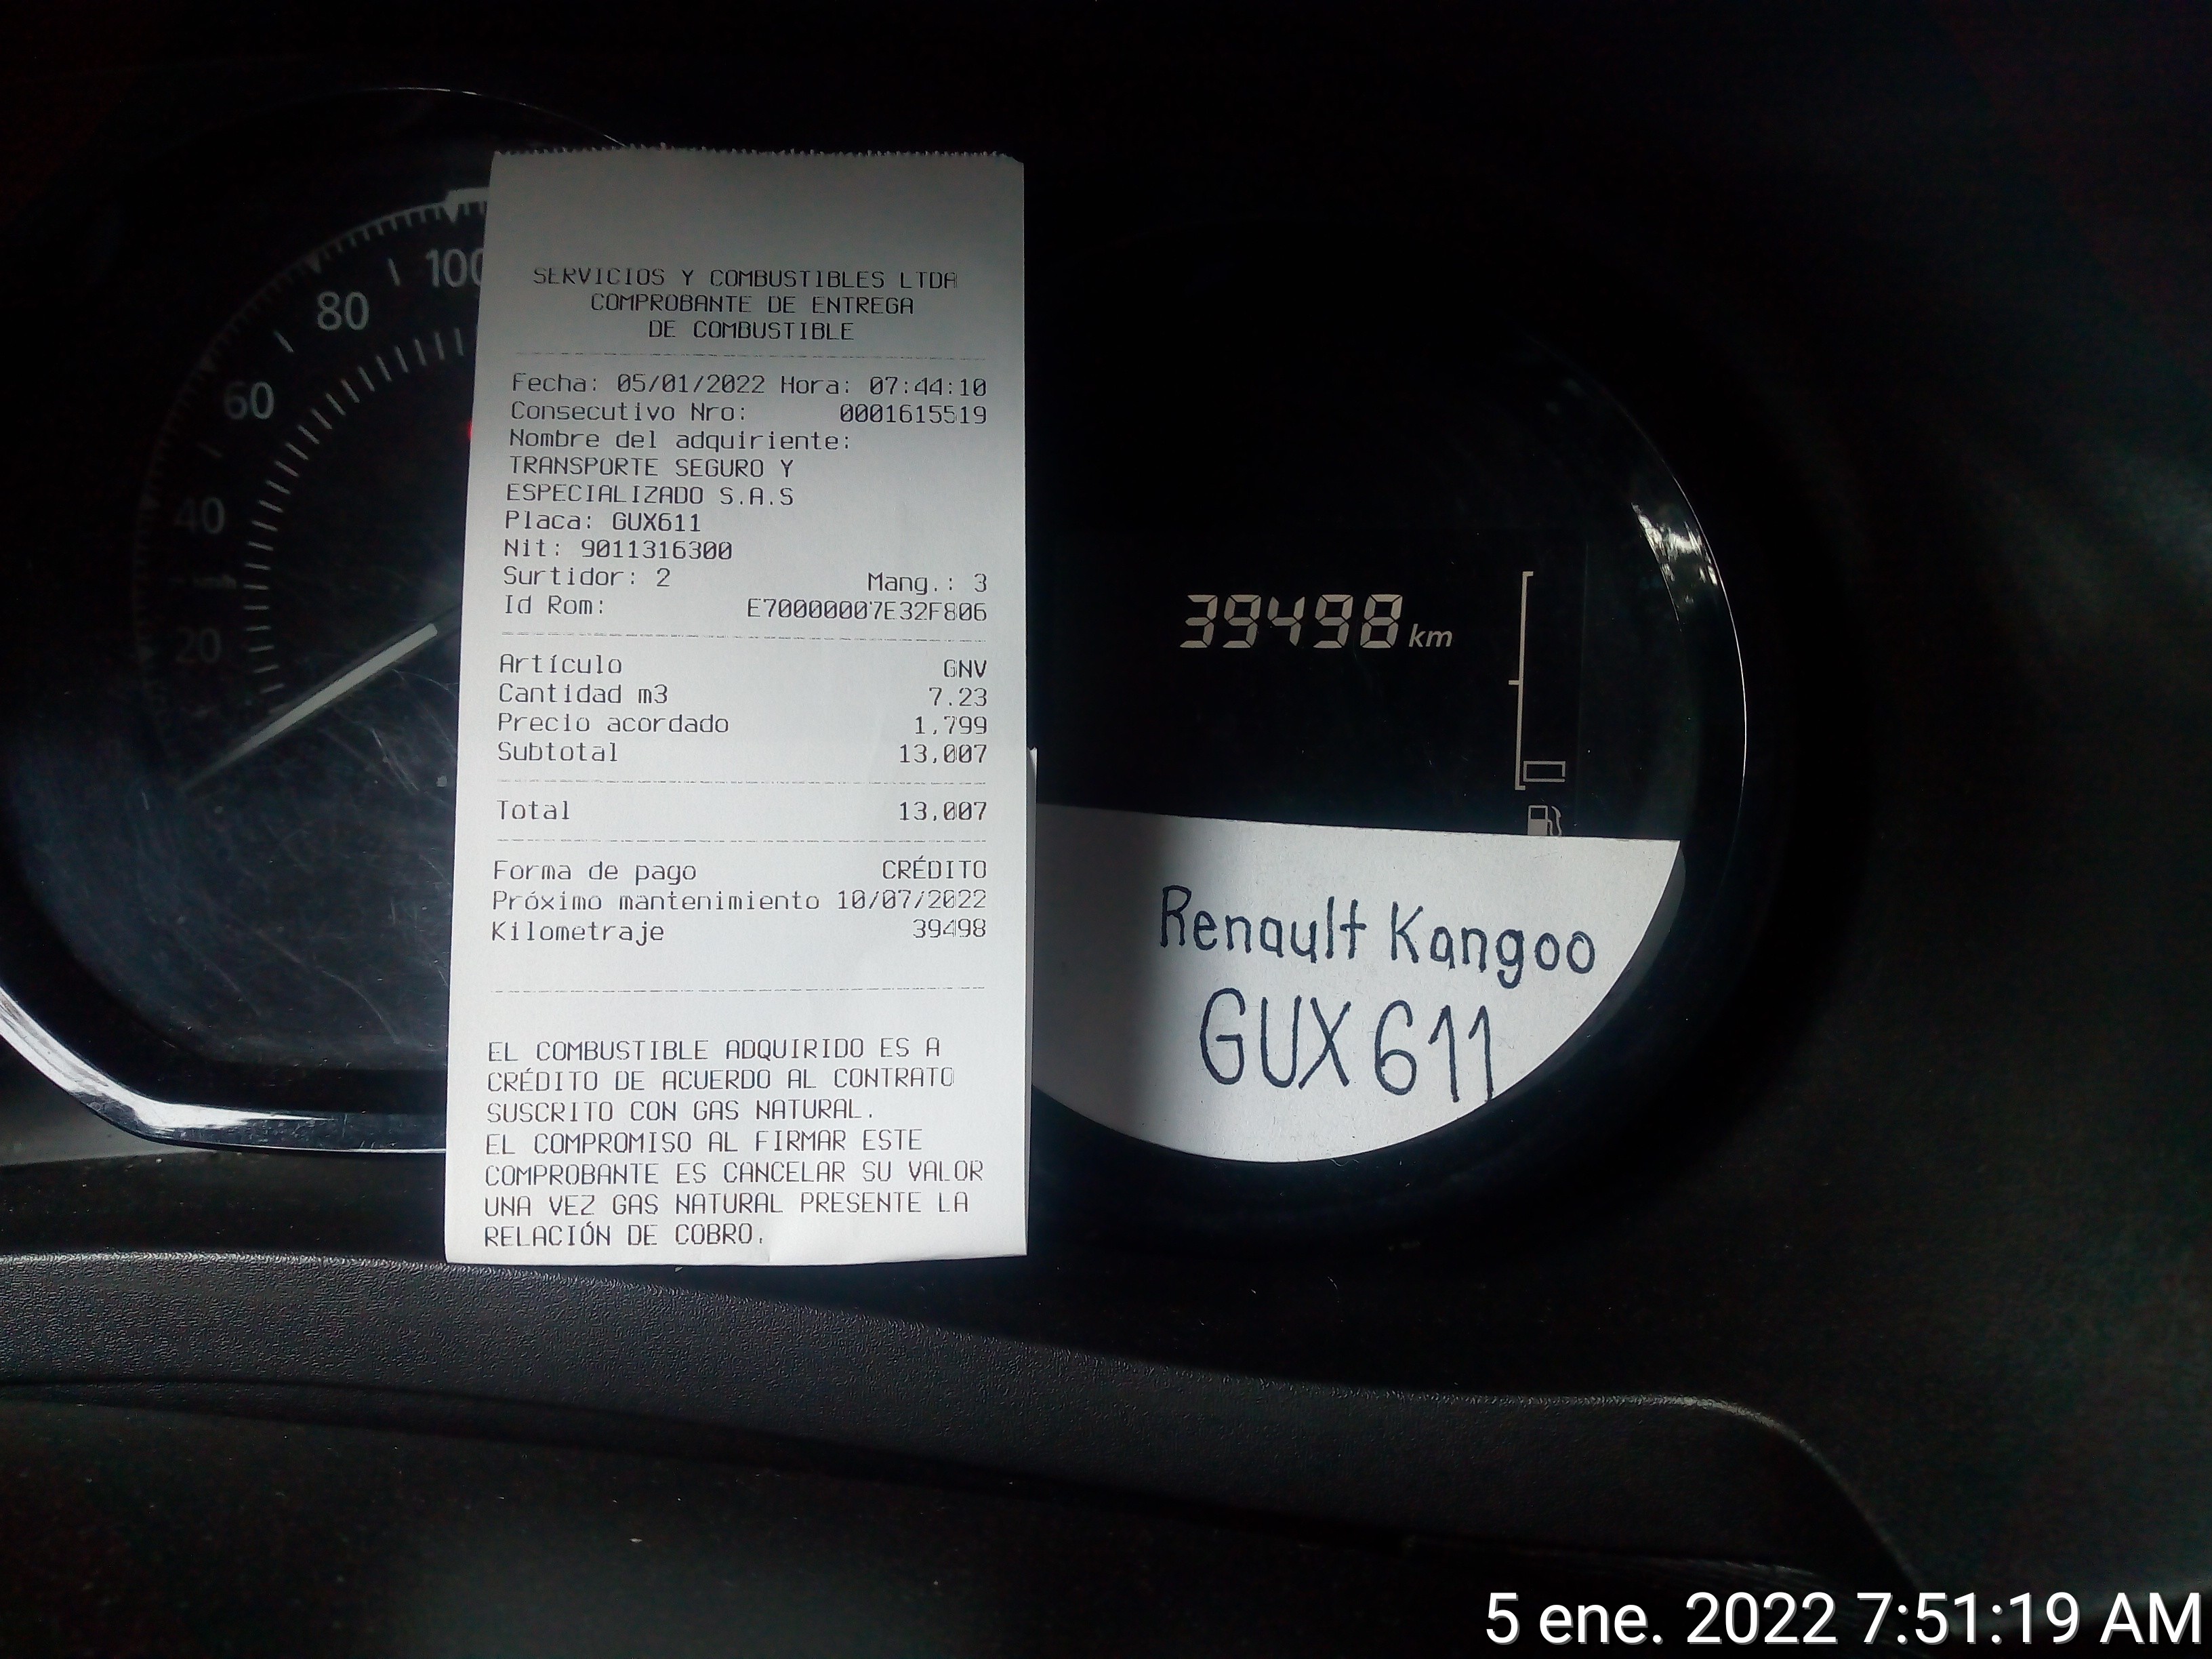 SERVICIOS Y COMBUSTIBLES LTDA
COMPROBANTE DE ENTREGA
DE COMBUSTIBLE
Fecha: 05/01/2022 Hora: 07:44:10
Consecutivo Nro: 0001615519
Nombre del adquiriente:
TRANSPORTE SEGURO Y
ESPECIALIZADO S.A.S
Placa: GUX611
Nit: 9011316300
Surtidor: 2 Mang.: 3
Id Rom: E70000007E32F806
Artículo GNV
Cantidad m3 7.23
Precio acordado 1,799
Subtotal 13,007
Total 13,007
Forma de pago CRÉDITO
Próximo mantenimiento 10/07/2022
Kilometraje 39498
EL COMBUSTIBLE ADQUIRIDO ES A
CRÉDITO DE ACUERDO AL CONTRATO
SUSCRITO CON GAS NATURAL.
EL COMPROMISO AL FIRMAR ESTE
COMPROBANTE ES CANCELAR SU VALOR
UNA VEZ GAS NATURAL PRESENTE LA
RELACIÓN DE COBRO.
20
40
60
80
100
39498 km
Renault Kangoo
GUX611
5 ene. 2022 7:51:19 AM